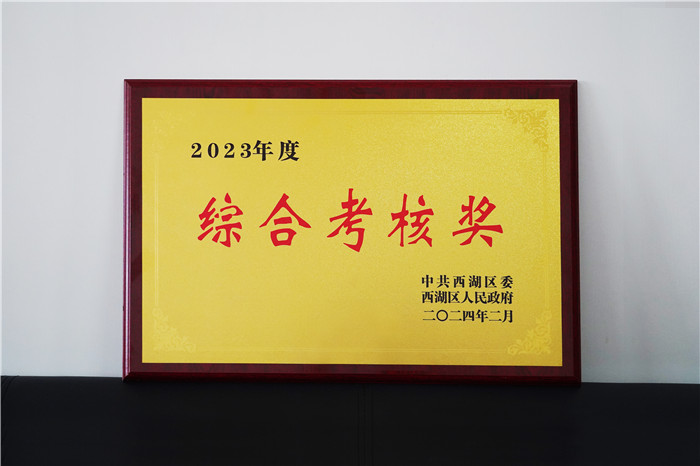 2023年度
综合考核奖
中共西湖区委
西湖区人民政府
二〇二四年二月